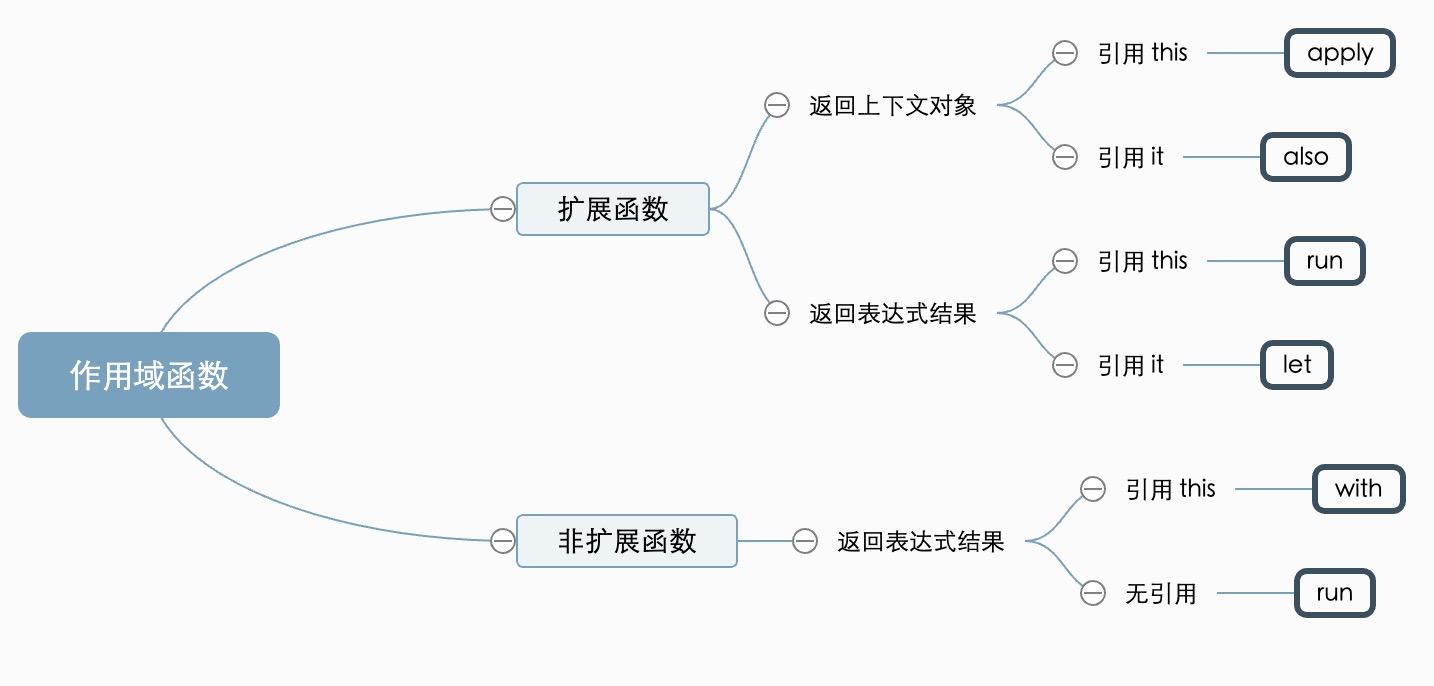 作用域函数
扩展函数
返回上下文对象
引用 this
apply
引用 it
also
返回表达式结果
引用 this
run
引用 it
let
非扩展函数
返回表达式结果
引用 this
with
无引用
run